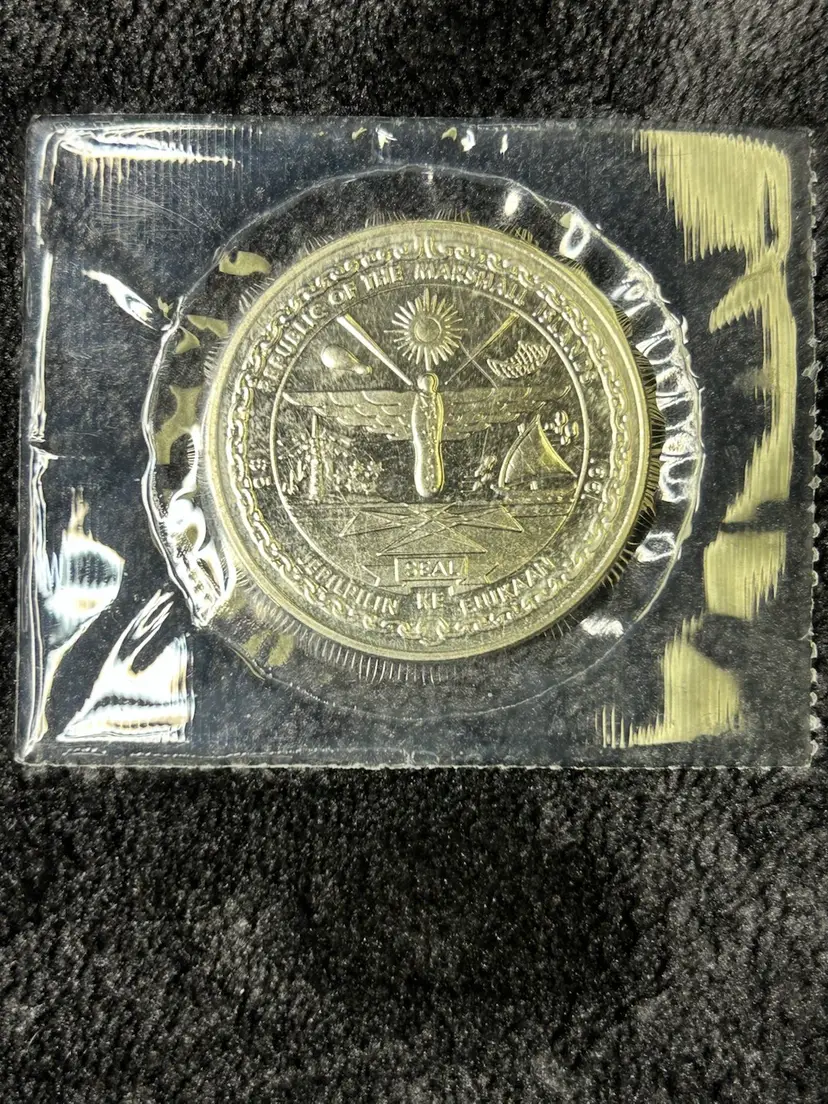 REPUBLIC OF THE MARSHALL ISLANDS
SEAL
JEPILPILIN KE EJUKAAN